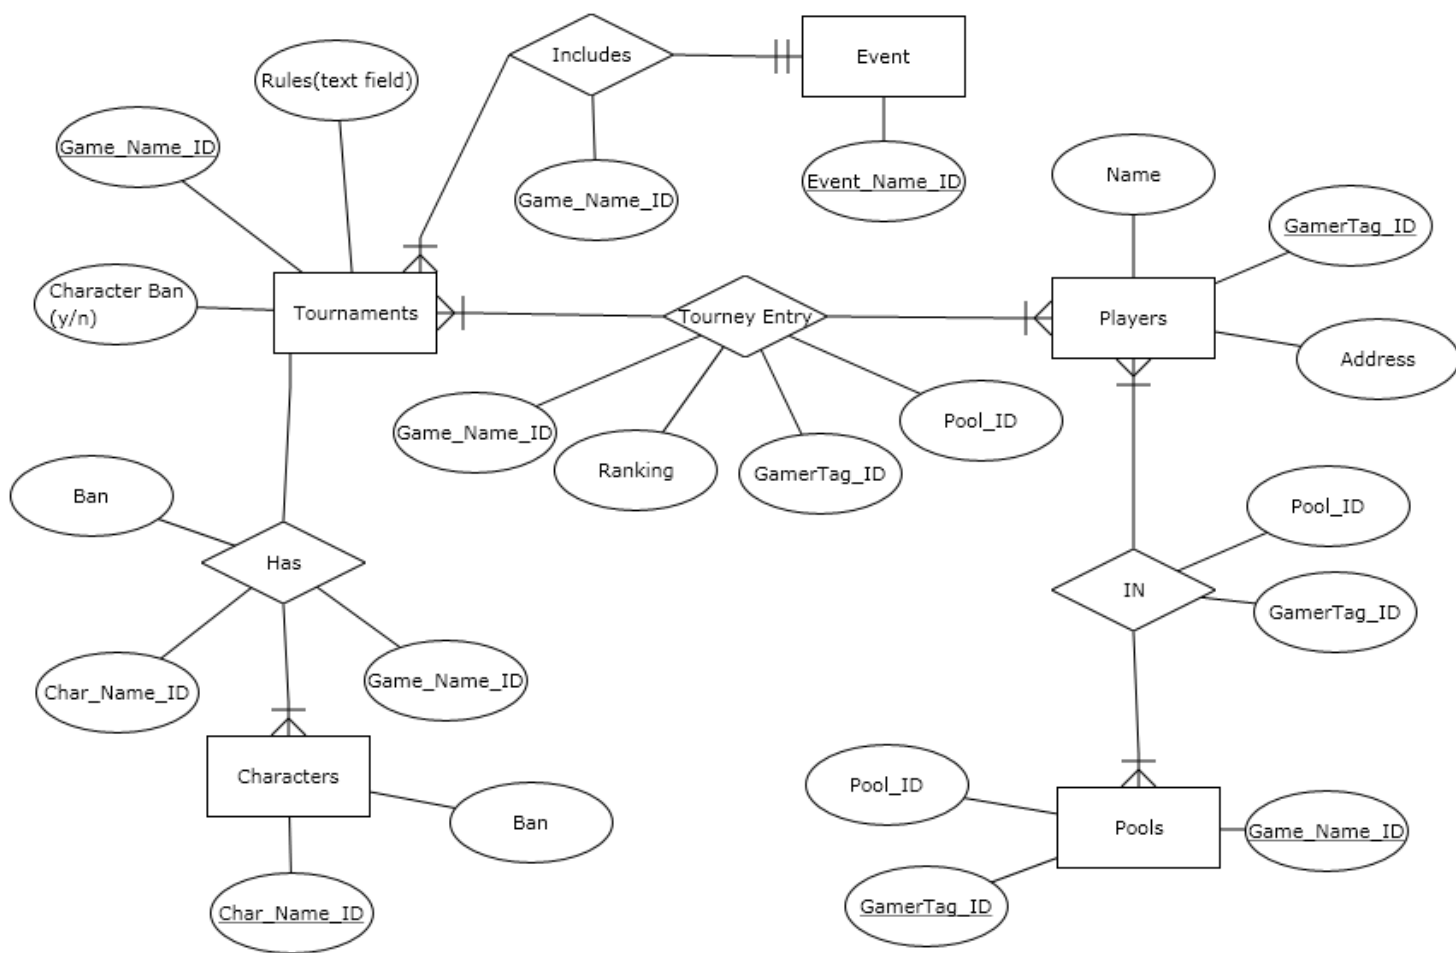 Includes
Event
Rules(text field)
Game_Name_ID
Game_Name_ID
Event_Name_ID
Name
GamerTag_ID
Character Ban
(y/n)
Tournaments
Tourney Entry
Players
Address
Game_Name_ID
Ranking
GamerTag_ID
Pool_ID
Ban
Has
Pool_ID
IN
GamerTag_ID
Char_Name_ID
Game_Name_ID
Characters
Ban
Char_Name_ID
Pool_ID
Pools
Game_Name_ID
GamerTag_ID